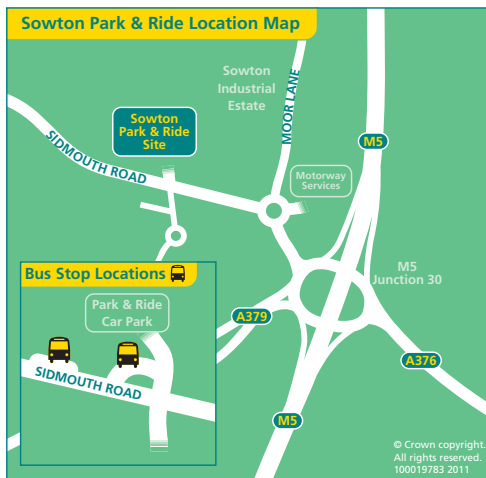 Sowton Park & Ride Location Map
Sowton
Industrial
Estate
MOOR LANE
Sowton
Park & Ride
Site
SIDMOUTH ROAD
M5
Motorway
Services
M5
Junction 30
Bus Stop Locations
Park & Ride
Car Park
A379
SIDMOUTH ROAD
A376
M5
© Crown copyright.
All rights reserved.
100019783 2011